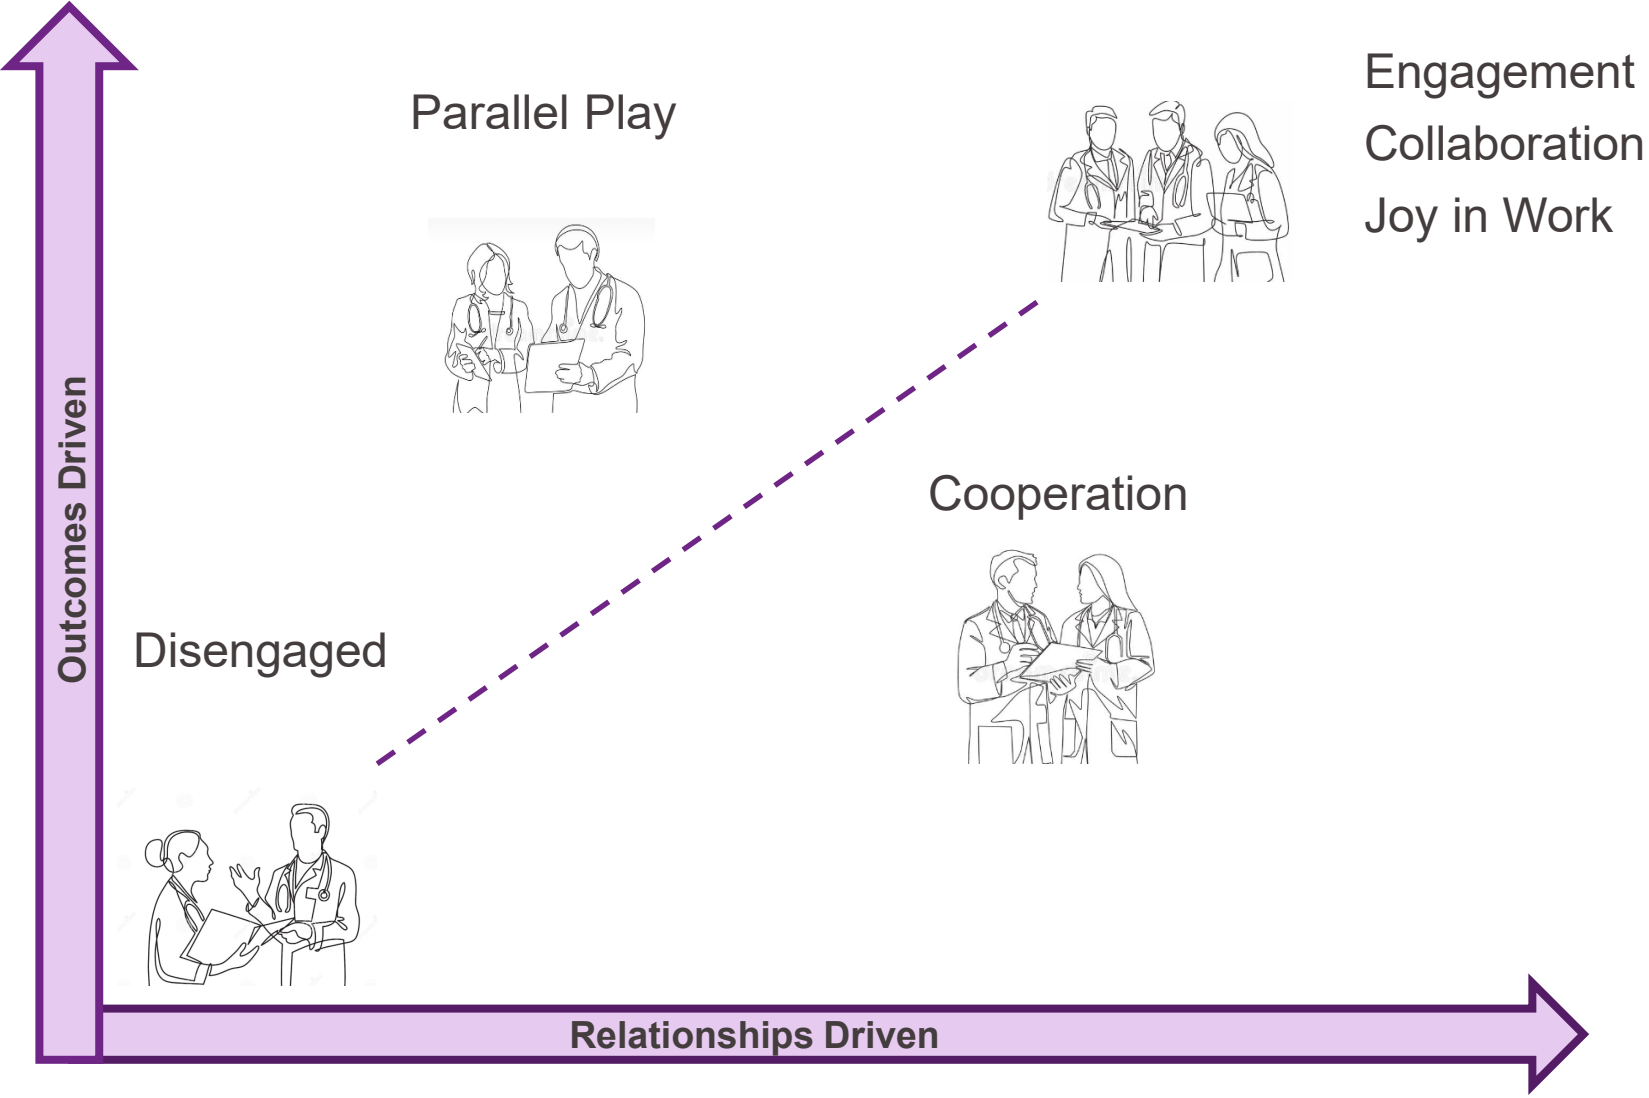 Engagement
Collaboration
Joy in Work
Parallel Play
Cooperation
Outcomes Driven
Disengaged
Relationships Driven